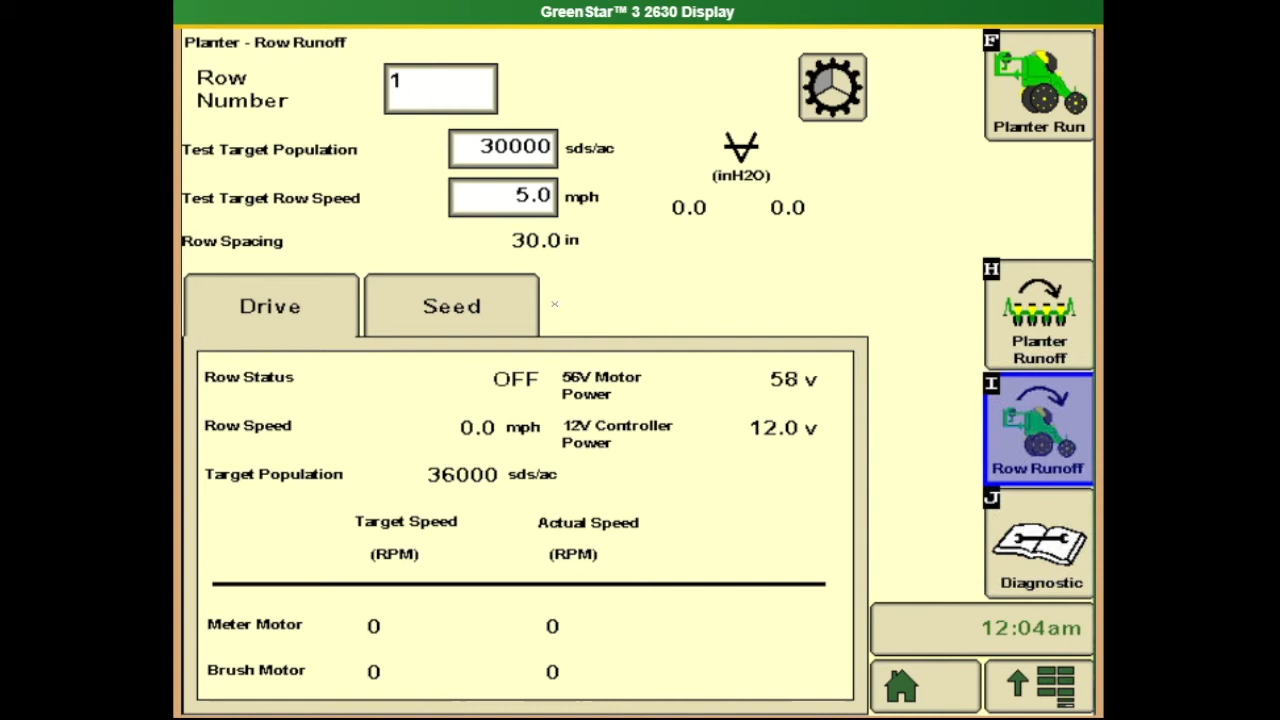 GreenStar™ 3 2630 Display
Planter - Row Runoff
Row Number
1
Test Target Population 30000 sds/ac
Test Target Row Speed 5.0 mph
Row Spacing 30.0 in
(inH2O)
0.0 0.0
Drive Seed
Row Status OFF
56V Motor Power 58 v
Row Speed 0.0 mph
12V Controller Power 12.0 v
Target Population 36000 sds/ac
Target Speed Actual Speed
(RPM) (RPM)
Meter Motor 0 0
Brush Motor 0 0
F
Planter Run
H
Planter
Runoff
I
Row Runoff
J
Diagnostic
12:04am